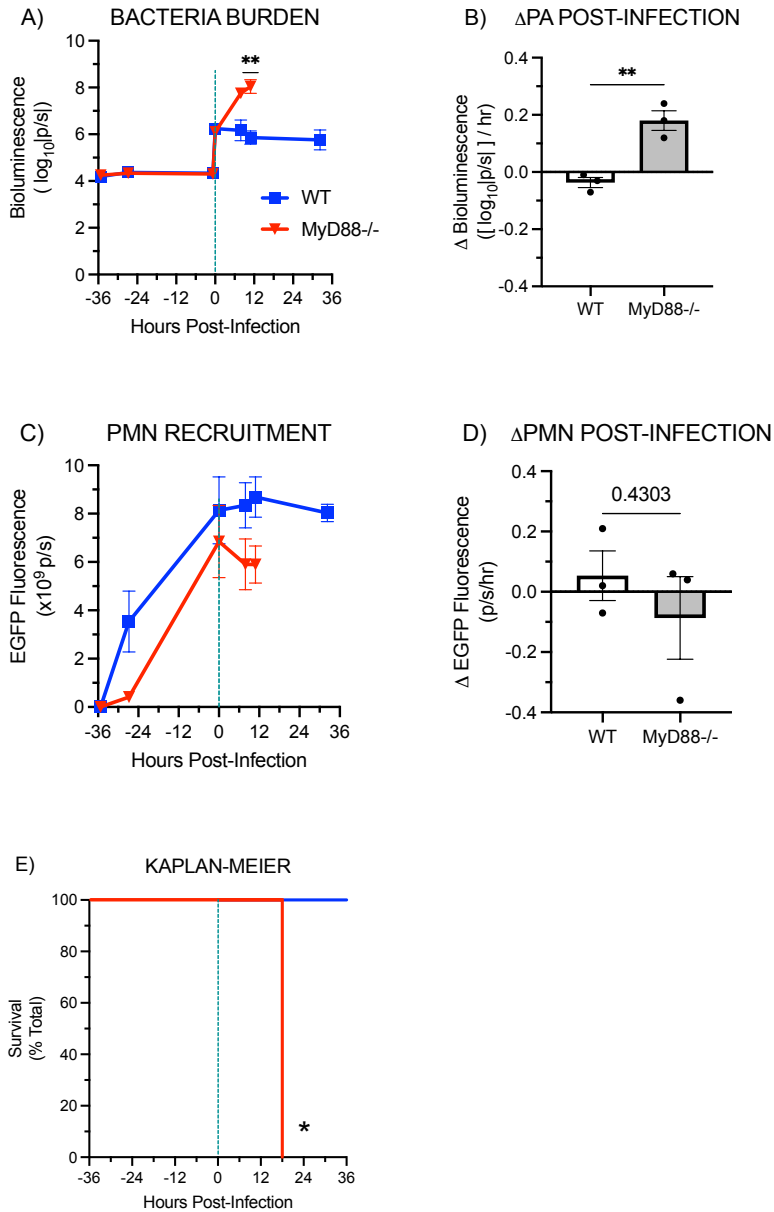 A) BACTERIA BURDEN
Bioluminescence
( log10|p/s|)
10
8
6
4
2
0
**
WT
MyD88-/-
-36 -24 -12 0 12 24 36
Hours Post-Infection
B) ΔPA POST-INFECTION
Δ Bioluminescence
([ log10|p/s| ] / hr)
0.4
0.2
0.0
-0.2
-0.4
**
WT MyD88-/-
C) PMN RECRUITMENT
EGFP Fluorescence
(x10⁹ p/s)
10
8
6
4
2
0
-36 -24 -12 0 12 24 36
Hours Post-Infection
D) ΔPMN POST-INFECTION
Δ EGFP Fluorescence
(p/s/hr)
0.4
0.2
0.0
-0.2
-0.4
0.4303
WT MyD88-/-
E) KAPLAN-MEIER
Survival
(% Total)
100
80
60
40
20
0
*
-36 -24 -12 0 12 24 36
Hours Post-Infection